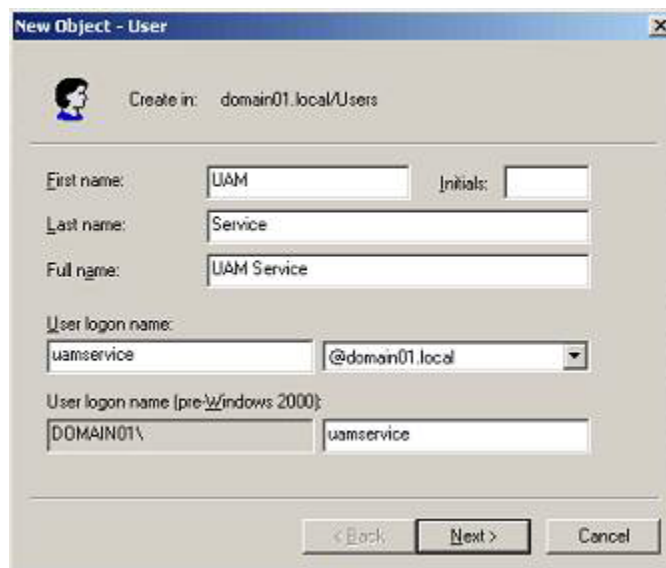 New Object - User
Create in: domain01.local/Users
First name: UAM Initials:
Last name: Service
Full name: UAM Service
User logon name:
uamservice @domain01.local
User logon name (pre-Windows 2000):
DOMAIN01\ uamservice
< Back Next > Cancel